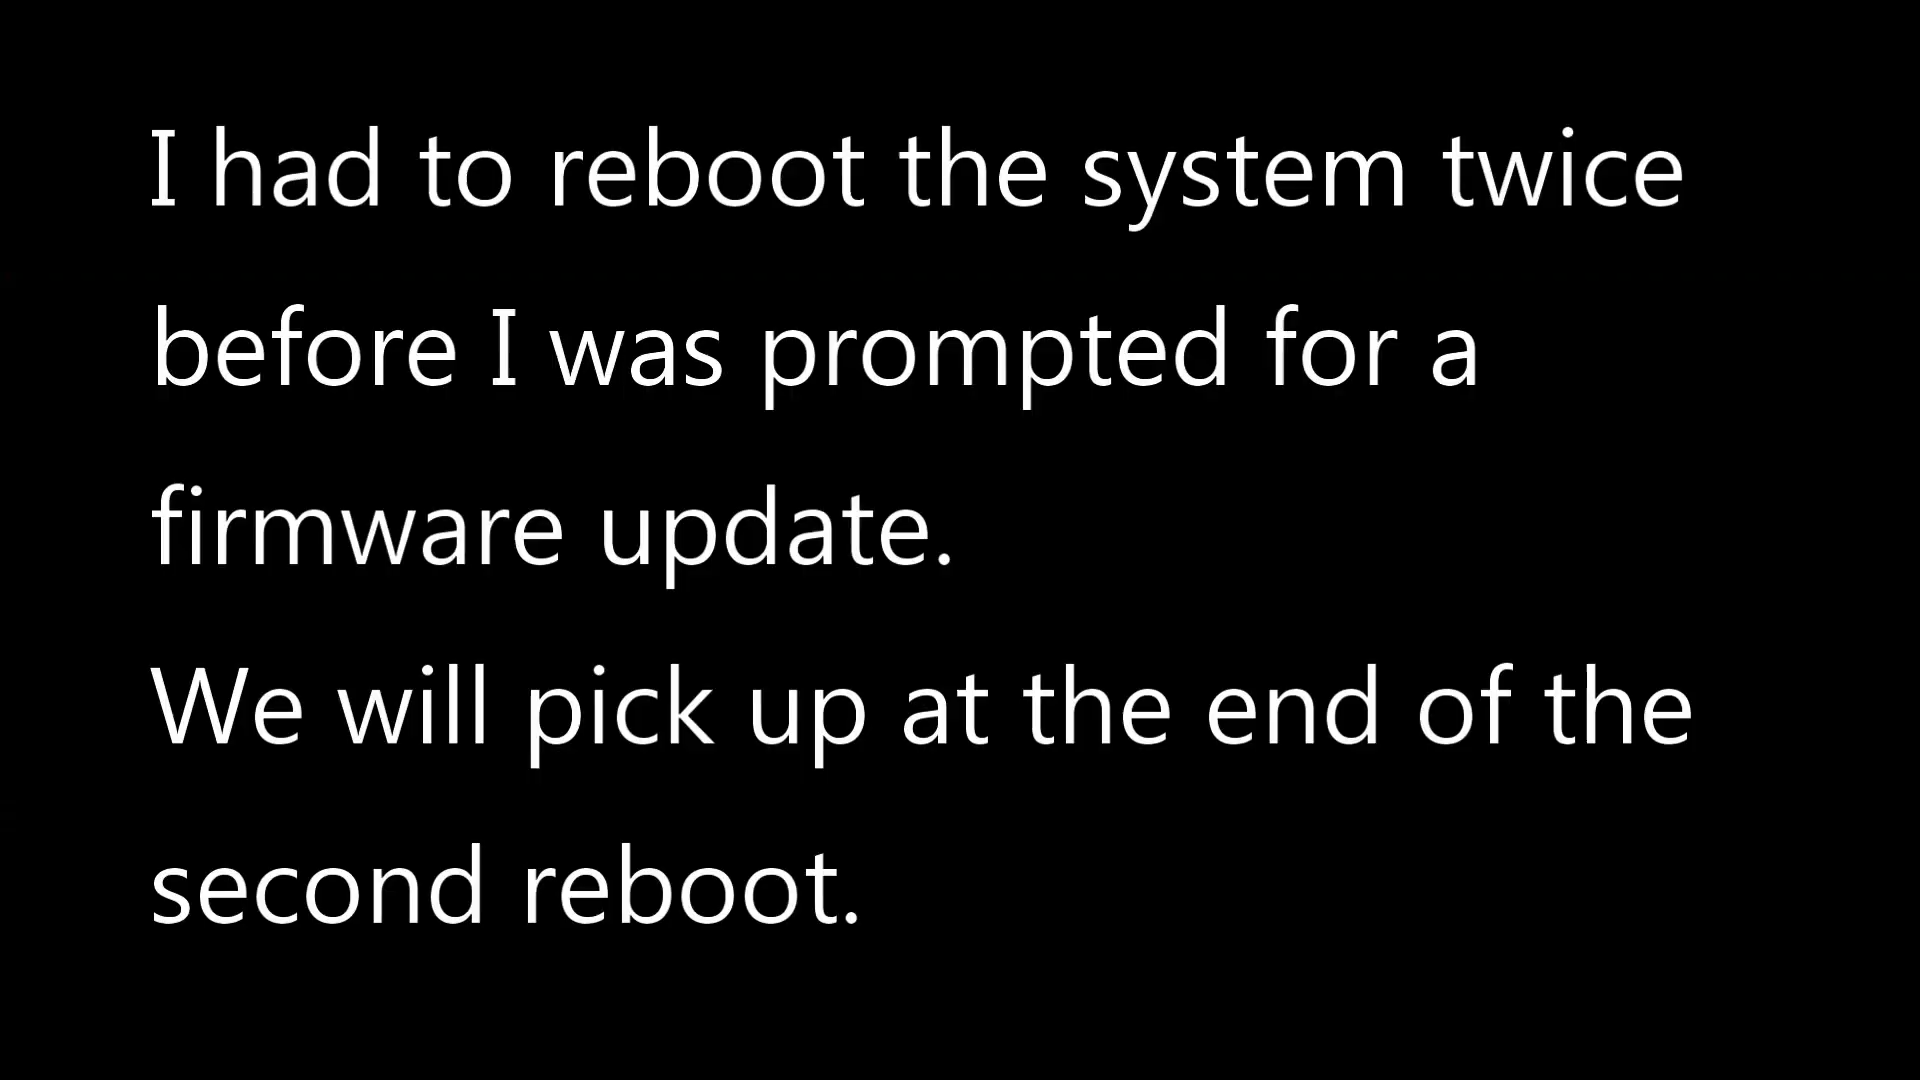 I had to reboot the system twice
before I was prompted for a
firmware update.
We will pick up at the end of the
second reboot.